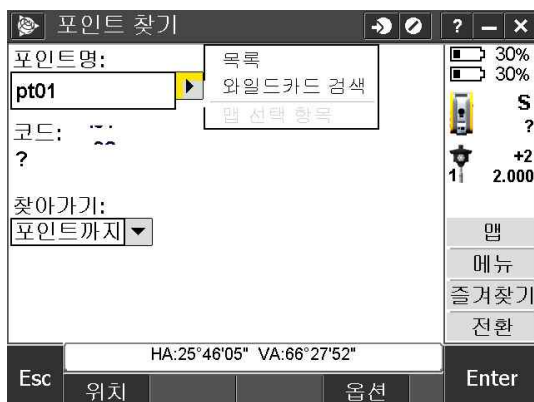 포인트 찾기
? – ×
포인트명:
pt01
목록
와일드카드 검색
맵 선택 항목
코드:
?
찾아가기:
포인트까지
30%
30%
S
?
+2
1 2.000
맵
메뉴
즐겨찾기
전환
HA:25°46'05" VA:66°27'52"
Esc
위치
옵션
Enter